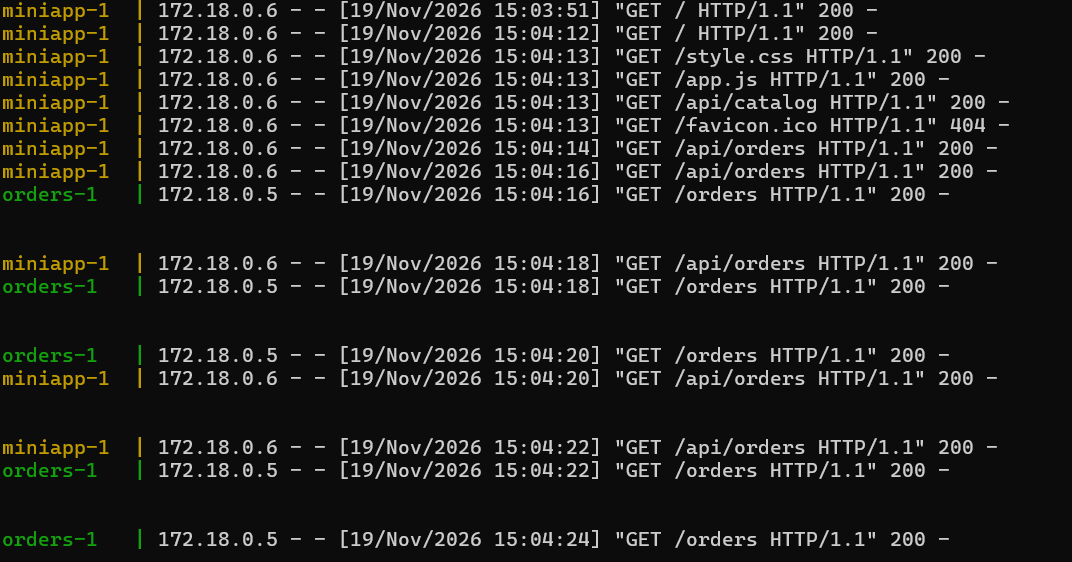 miniapp-1  | 172.18.0.6 - - [19/Nov/2026 15:03:51] "GET / HTTP/1.1" 200 -
miniapp-1  | 172.18.0.6 - - [19/Nov/2026 15:04:12] "GET / HTTP/1.1" 200 -
miniapp-1  | 172.18.0.6 - - [19/Nov/2026 15:04:13] "GET /style.css HTTP/1.1" 200 -
miniapp-1  | 172.18.0.6 - - [19/Nov/2026 15:04:13] "GET /app.js HTTP/1.1" 200 -
miniapp-1  | 172.18.0.6 - - [19/Nov/2026 15:04:13] "GET /api/catalog HTTP/1.1" 200 -
miniapp-1  | 172.18.0.6 - - [19/Nov/2026 15:04:13] "GET /favicon.ico HTTP/1.1" 404 -
miniapp-1  | 172.18.0.6 - - [19/Nov/2026 15:04:14] "GET /api/orders HTTP/1.1" 200 -
miniapp-1  | 172.18.0.6 - - [19/Nov/2026 15:04:16] "GET /api/orders HTTP/1.1" 200 -
orders-1   | 172.18.0.5 - - [19/Nov/2026 15:04:16] "GET /orders HTTP/1.1" 200 -
miniapp-1  | 172.18.0.6 - - [19/Nov/2026 15:04:18] "GET /api/orders HTTP/1.1" 200 -
orders-1   | 172.18.0.5 - - [19/Nov/2026 15:04:18] "GET /orders HTTP/1.1" 200 -
orders-1   | 172.18.0.5 - - [19/Nov/2026 15:04:20] "GET /orders HTTP/1.1" 200 -
miniapp-1  | 172.18.0.6 - - [19/Nov/2026 15:04:20] "GET /api/orders HTTP/1.1" 200 -
miniapp-1  | 172.18.0.6 - - [19/Nov/2026 15:04:22] "GET /api/orders HTTP/1.1" 200 -
orders-1   | 172.18.0.5 - - [19/Nov/2026 15:04:22] "GET /orders HTTP/1.1" 200 -
orders-1   | 172.18.0.5 - - [19/Nov/2026 15:04:24] "GET /orders HTTP/1.1" 200 -